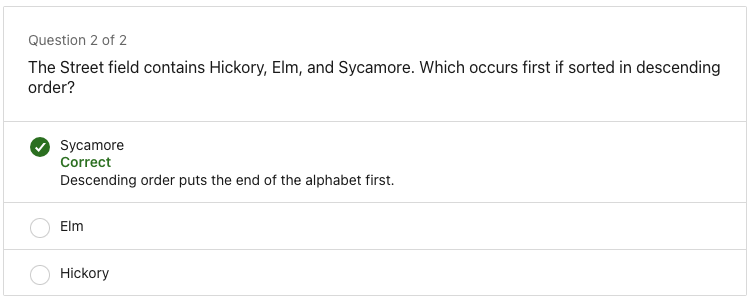 Question 2 of 2
The Street field contains Hickory, Elm, and Sycamore. Which occurs first if sorted in descending
order?
Sycamore
Correct
Descending order puts the end of the alphabet first.
Elm
Hickory